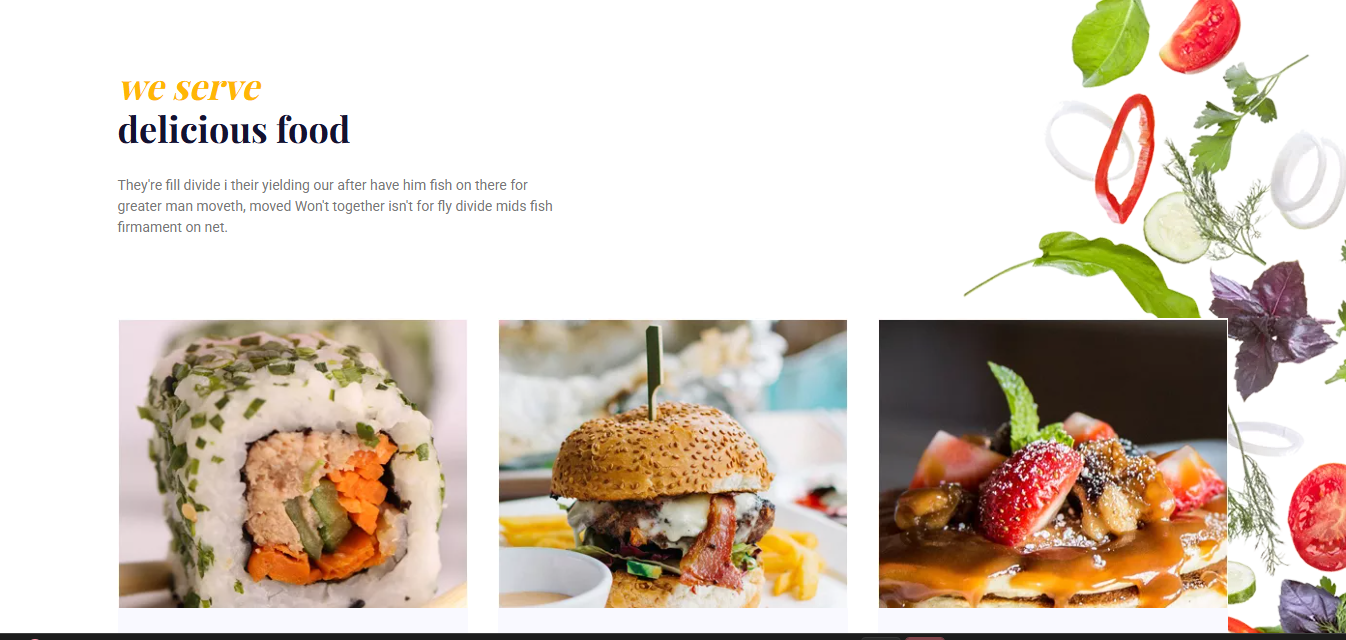 we serve
delicious food
They're fill divide i their yielding our after have him fish on there for
greater man moveth, moved Won't together isn't for fly divide mids fish
firmament on net.